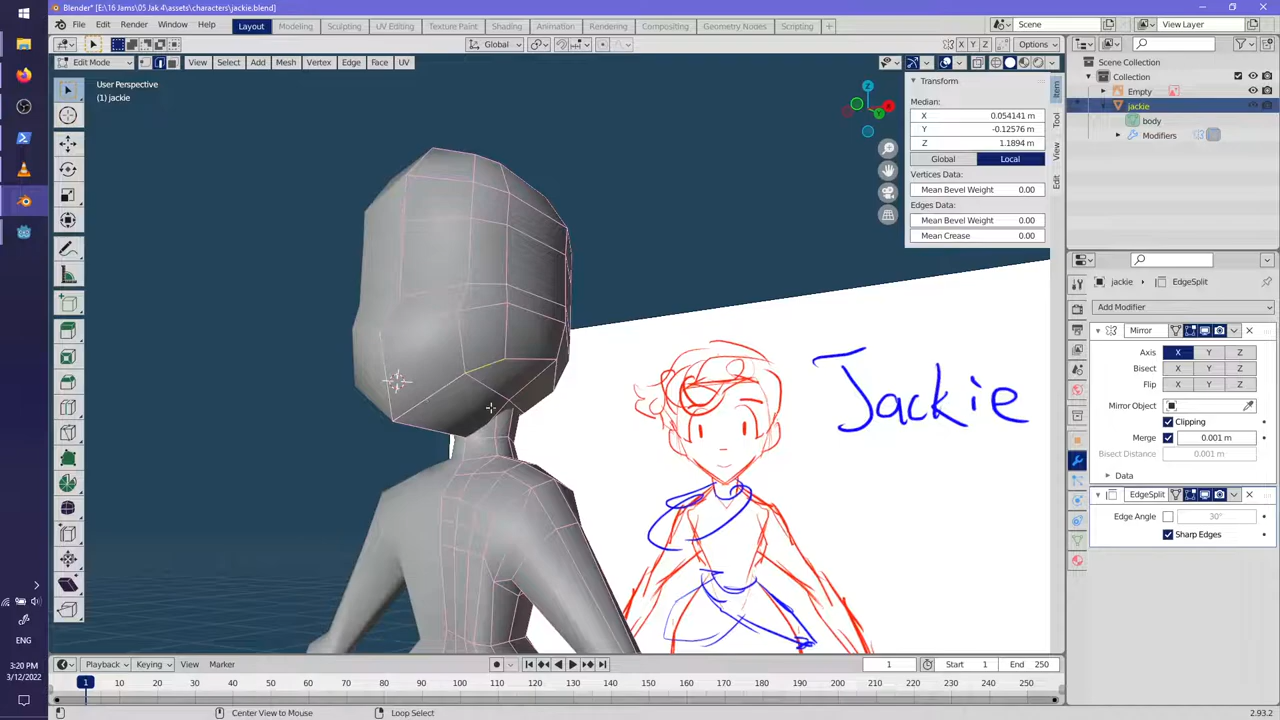 Blender* [E:\16 Jams\05 Jak 4\assets\characters\jackie.blend]
File Edit Render Window Help
Layout Modeling Sculpting UV Editing Texture Paint Shading Animation Rendering Compositing Geometry Nodes Scripting +
Scene
View Layer
Global
X Y Z
Options
Edit Mode
View Select Add Mesh Vertex Edge Face UV
User Perspective
(1) jackie
Transform
Median:
X 0.054141 m
Y -0.12576 m
Z 1.1894 m
Global Local
Vertices Data:
Mean Bevel Weight 0.00
Edges Data:
Mean Bevel Weight 0.00
Mean Crease 0.00
Item
Tool
View
Edit
Z
X
Y
Scene Collection
Collection
Empty
jackie
body
Modifiers
jackie EdgeSplit
Add Modifier
Mirror
Axis X Y Z
Bisect X Y Z
Flip X Y Z
Mirror Object
Clipping
Merge 0.001 m
Bisect Distance 0.001 m
Data
EdgeSplit
Edge Angle 30°
Sharp Edges
Jackie
Playback Keying View Marker
1 Start 1 End 250
1 10 20 30 40 50 60 70 80 90 100 110 120 130 140 150 160 170 180 190 200 210 220 230 240 250
Center View to Mouse
Loop Select
2.93.2
ENG
3:20 PM
3/12/2022